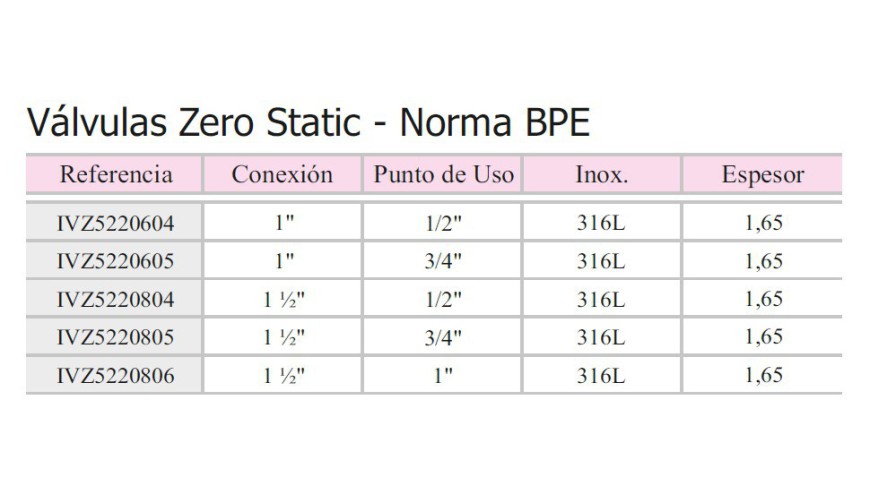 Válvulas Zero Static - Norma BPE
Referencia Conexión Punto de Uso Inox. Espesor
IVZ5220604 1" 1/2" 316L 1,65
IVZ5220605 1" 3/4" 316L 1,65
IVZ5220804 1 ½" 1/2" 316L 1,65
IVZ5220805 1 ½" 3/4" 316L 1,65
IVZ5220806 1 ½" 1" 316L 1,65